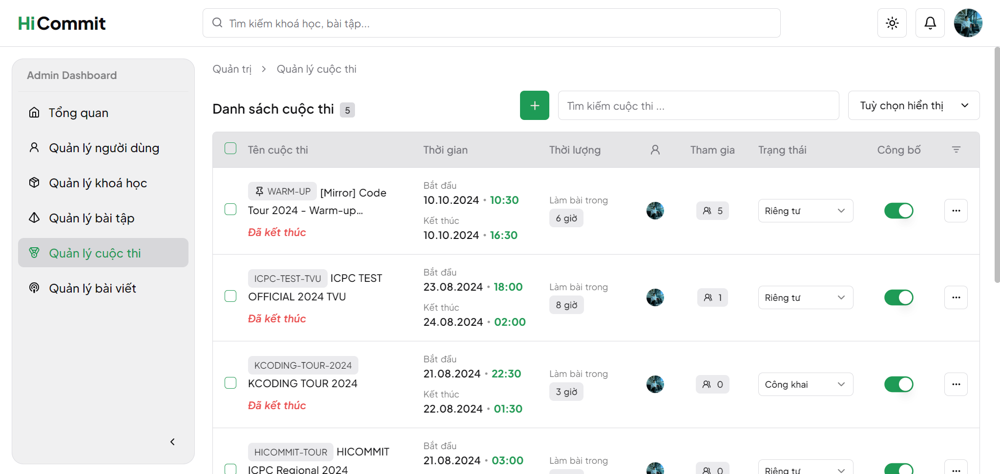 HiCommit
Tìm kiếm khoá học, bài tập...
Admin Dashboard
Tổng quan
Quản lý người dùng
Quản lý khoá học
Quản lý bài tập
Quản lý cuộc thi
Quản lý bài viết
Quản trị > Quản lý cuộc thi
Danh sách cuộc thi 5
Tìm kiếm cuộc thi ...
Tuỳ chọn hiển thị
Tên cuộc thi Thời gian Thời lượng Tham gia Trạng thái Công bố
WARM-UP [Mirror] Code
Tour 2024 - Warm-up...
Đã kết thúc
Bắt đầu
10.10.2024 • 10:30
Kết thúc
10.10.2024 • 16:30
Làm bài trong
6 giờ
5
Riêng tư
ICPC-TEST-TVU ICPC TEST
OFFICIAL 2024 TVU
Đã kết thúc
Bắt đầu
23.08.2024 • 18:00
Kết thúc
24.08.2024 • 02:00
Làm bài trong
8 giờ
1
Riêng tư
KCODING-TOUR-2024
KCODING TOUR 2024
Đã kết thúc
Bắt đầu
21.08.2024 • 22:30
Kết thúc
22.08.2024 • 01:30
Làm bài trong
3 giờ
0
Công khai
HICOMMIT-TOUR HICOMMIT
ICPC Regional 2024
Bắt đầu
21.08.2024 • 03:00
Làm bài trong
0
Riêng tư